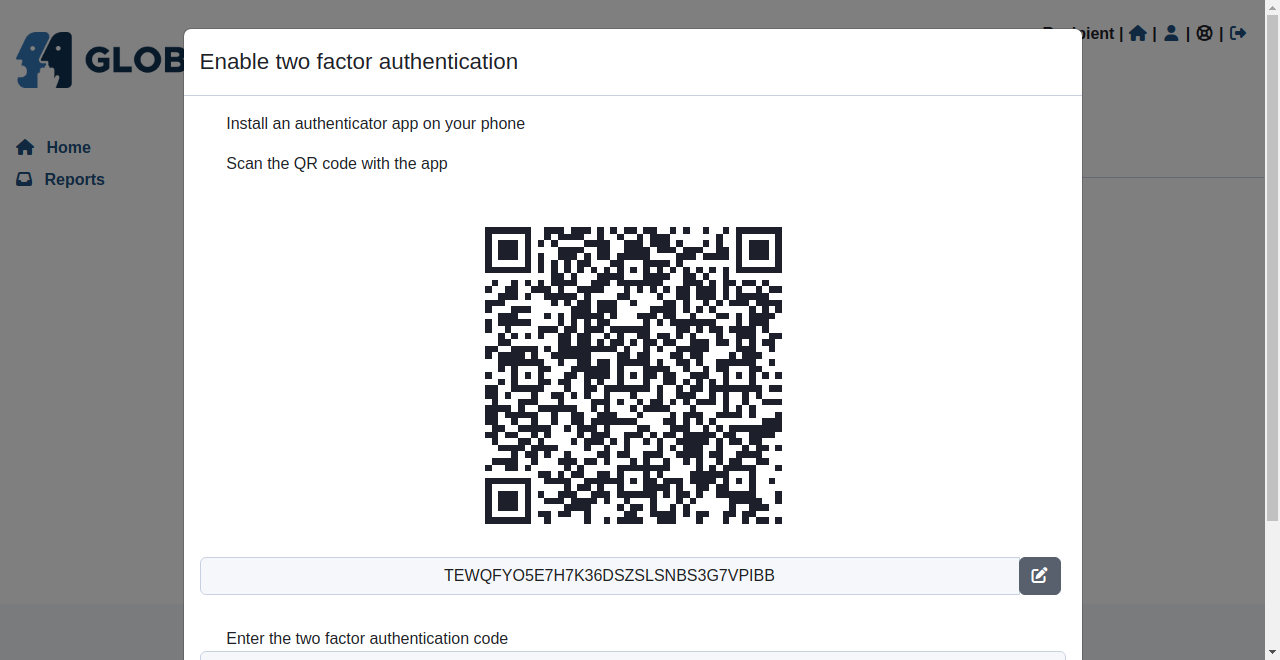 Enable two factor authentication
GLOB
| | | |
Install an authenticator app on your phone
Home
Scan the QR code with the app
Reports
TEWQFYO5E7H7K36DSZSLSNBS3G7VPIBB
Enter the two factor authentication code